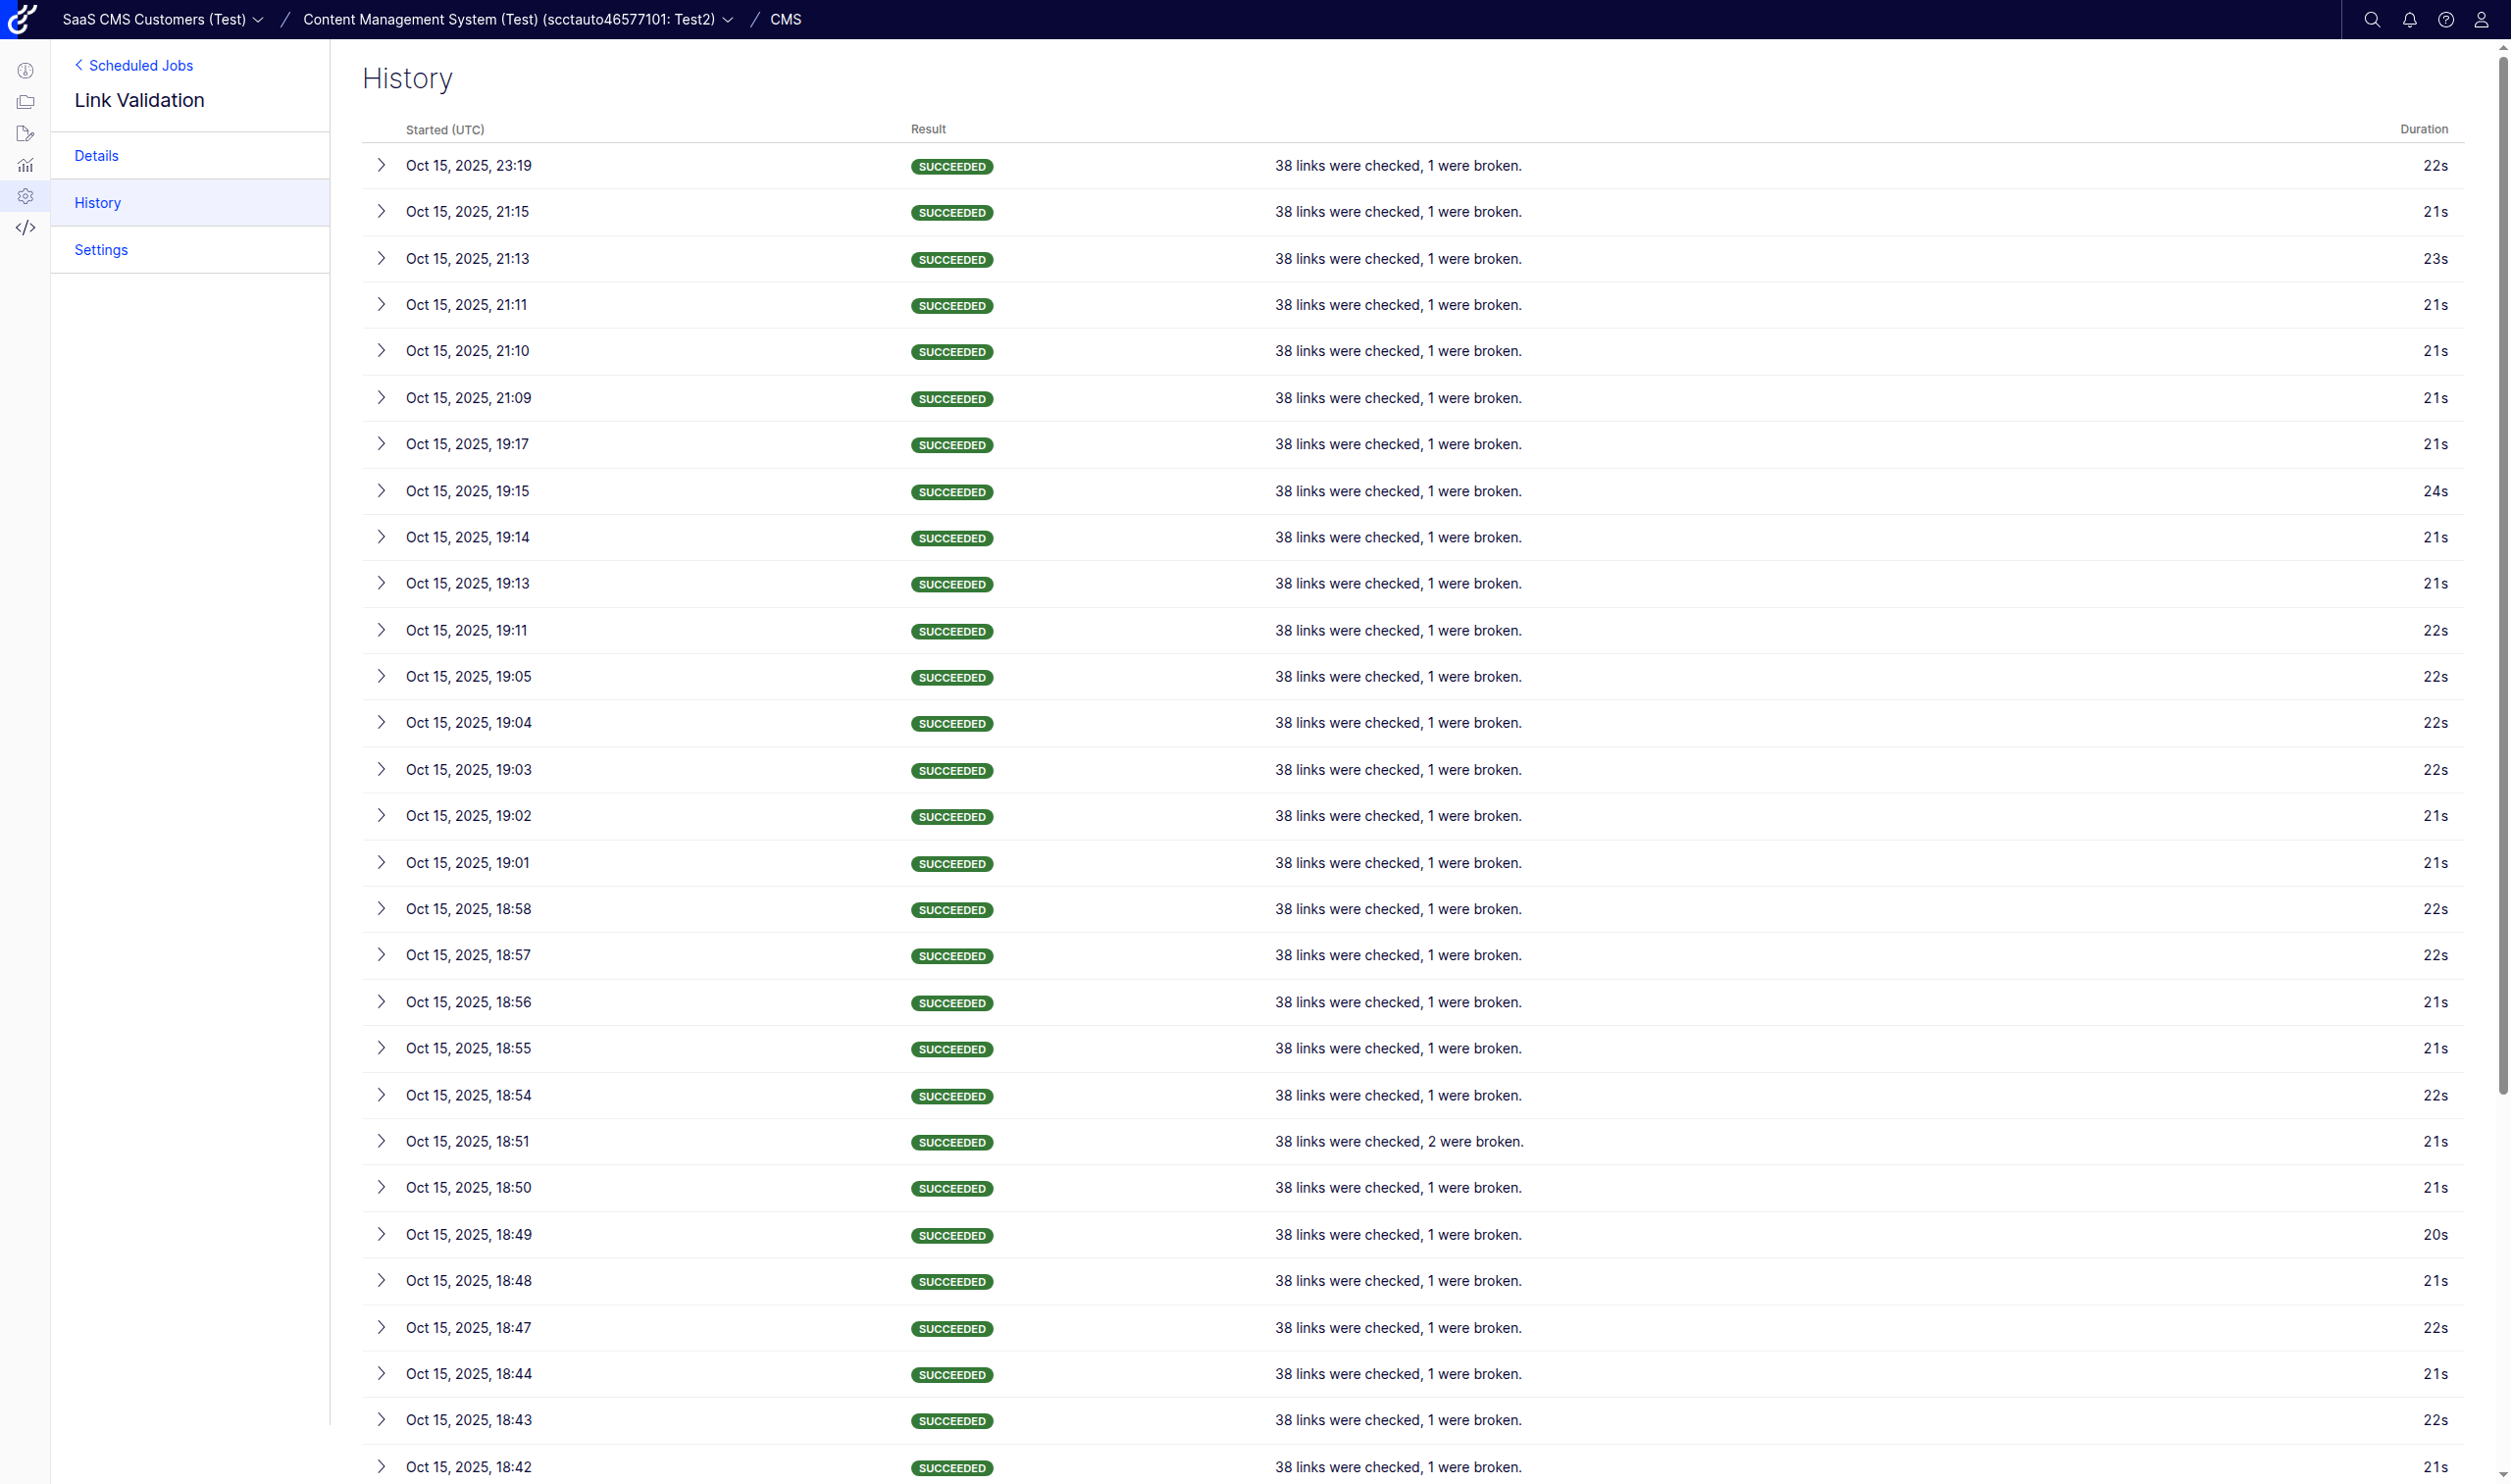 SaaS CMS Customers (Test) / Content Management System (Test) (scctauto46577101: Test2) / CMS
Scheduled Jobs
Link Validation
Details
History
Settings
History
Started (UTC) Result Duration
Oct 15, 2025, 23:19 SUCCEEDED 38 links were checked, 1 were broken. 22s
Oct 15, 2025, 21:15 SUCCEEDED 38 links were checked, 1 were broken. 21s
Oct 15, 2025, 21:13 SUCCEEDED 38 links were checked, 1 were broken. 23s
Oct 15, 2025, 21:11 SUCCEEDED 38 links were checked, 1 were broken. 21s
Oct 15, 2025, 21:10 SUCCEEDED 38 links were checked, 1 were broken. 21s
Oct 15, 2025, 21:09 SUCCEEDED 38 links were checked, 1 were broken. 21s
Oct 15, 2025, 19:17 SUCCEEDED 38 links were checked, 1 were broken. 21s
Oct 15, 2025, 19:15 SUCCEEDED 38 links were checked, 1 were broken. 24s
Oct 15, 2025, 19:14 SUCCEEDED 38 links were checked, 1 were broken. 21s
Oct 15, 2025, 19:13 SUCCEEDED 38 links were checked, 1 were broken. 21s
Oct 15, 2025, 19:11 SUCCEEDED 38 links were checked, 1 were broken. 22s
Oct 15, 2025, 19:05 SUCCEEDED 38 links were checked, 1 were broken. 22s
Oct 15, 2025, 19:04 SUCCEEDED 38 links were checked, 1 were broken. 22s
Oct 15, 2025, 19:03 SUCCEEDED 38 links were checked, 1 were broken. 22s
Oct 15, 2025, 19:02 SUCCEEDED 38 links were checked, 1 were broken. 21s
Oct 15, 2025, 19:01 SUCCEEDED 38 links were checked, 1 were broken. 21s
Oct 15, 2025, 18:58 SUCCEEDED 38 links were checked, 1 were broken. 22s
Oct 15, 2025, 18:57 SUCCEEDED 38 links were checked, 1 were broken. 22s
Oct 15, 2025, 18:56 SUCCEEDED 38 links were checked, 1 were broken. 21s
Oct 15, 2025, 18:55 SUCCEEDED 38 links were checked, 1 were broken. 21s
Oct 15, 2025, 18:54 SUCCEEDED 38 links were checked, 1 were broken. 22s
Oct 15, 2025, 18:51 SUCCEEDED 38 links were checked, 2 were broken. 21s
Oct 15, 2025, 18:50 SUCCEEDED 38 links were checked, 1 were broken. 21s
Oct 15, 2025, 18:49 SUCCEEDED 38 links were checked, 1 were broken. 20s
Oct 15, 2025, 18:48 SUCCEEDED 38 links were checked, 1 were broken. 21s
Oct 15, 2025, 18:47 SUCCEEDED 38 links were checked, 1 were broken. 22s
Oct 15, 2025, 18:44 SUCCEEDED 38 links were checked, 1 were broken. 21s
Oct 15, 2025, 18:43 SUCCEEDED 38 links were checked, 1 were broken. 22s
Oct 15, 2025, 18:42 SUCCEEDED 38 links were checked, 1 were broken. 21s